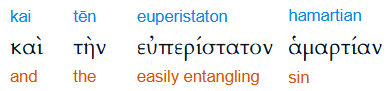 kai tēn euperistaton hamartian
καὶ τὴν εὐπερίστατον ἁμαρτίαν
and the easily entangling sin